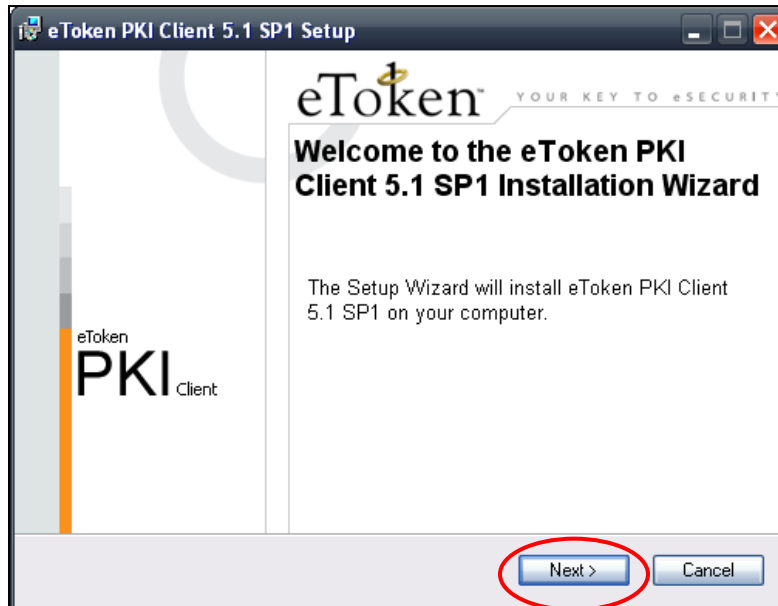 eToken PKI Client 5.1 SP1 Setup
eToken™ YOUR KEY TO eSECURITY
Welcome to the eToken PKI
Client 5.1 SP1 Installation Wizard
The Setup Wizard will install eToken PKI Client
5.1 SP1 on your computer.
eToken
PKI Client
Next >
Cancel